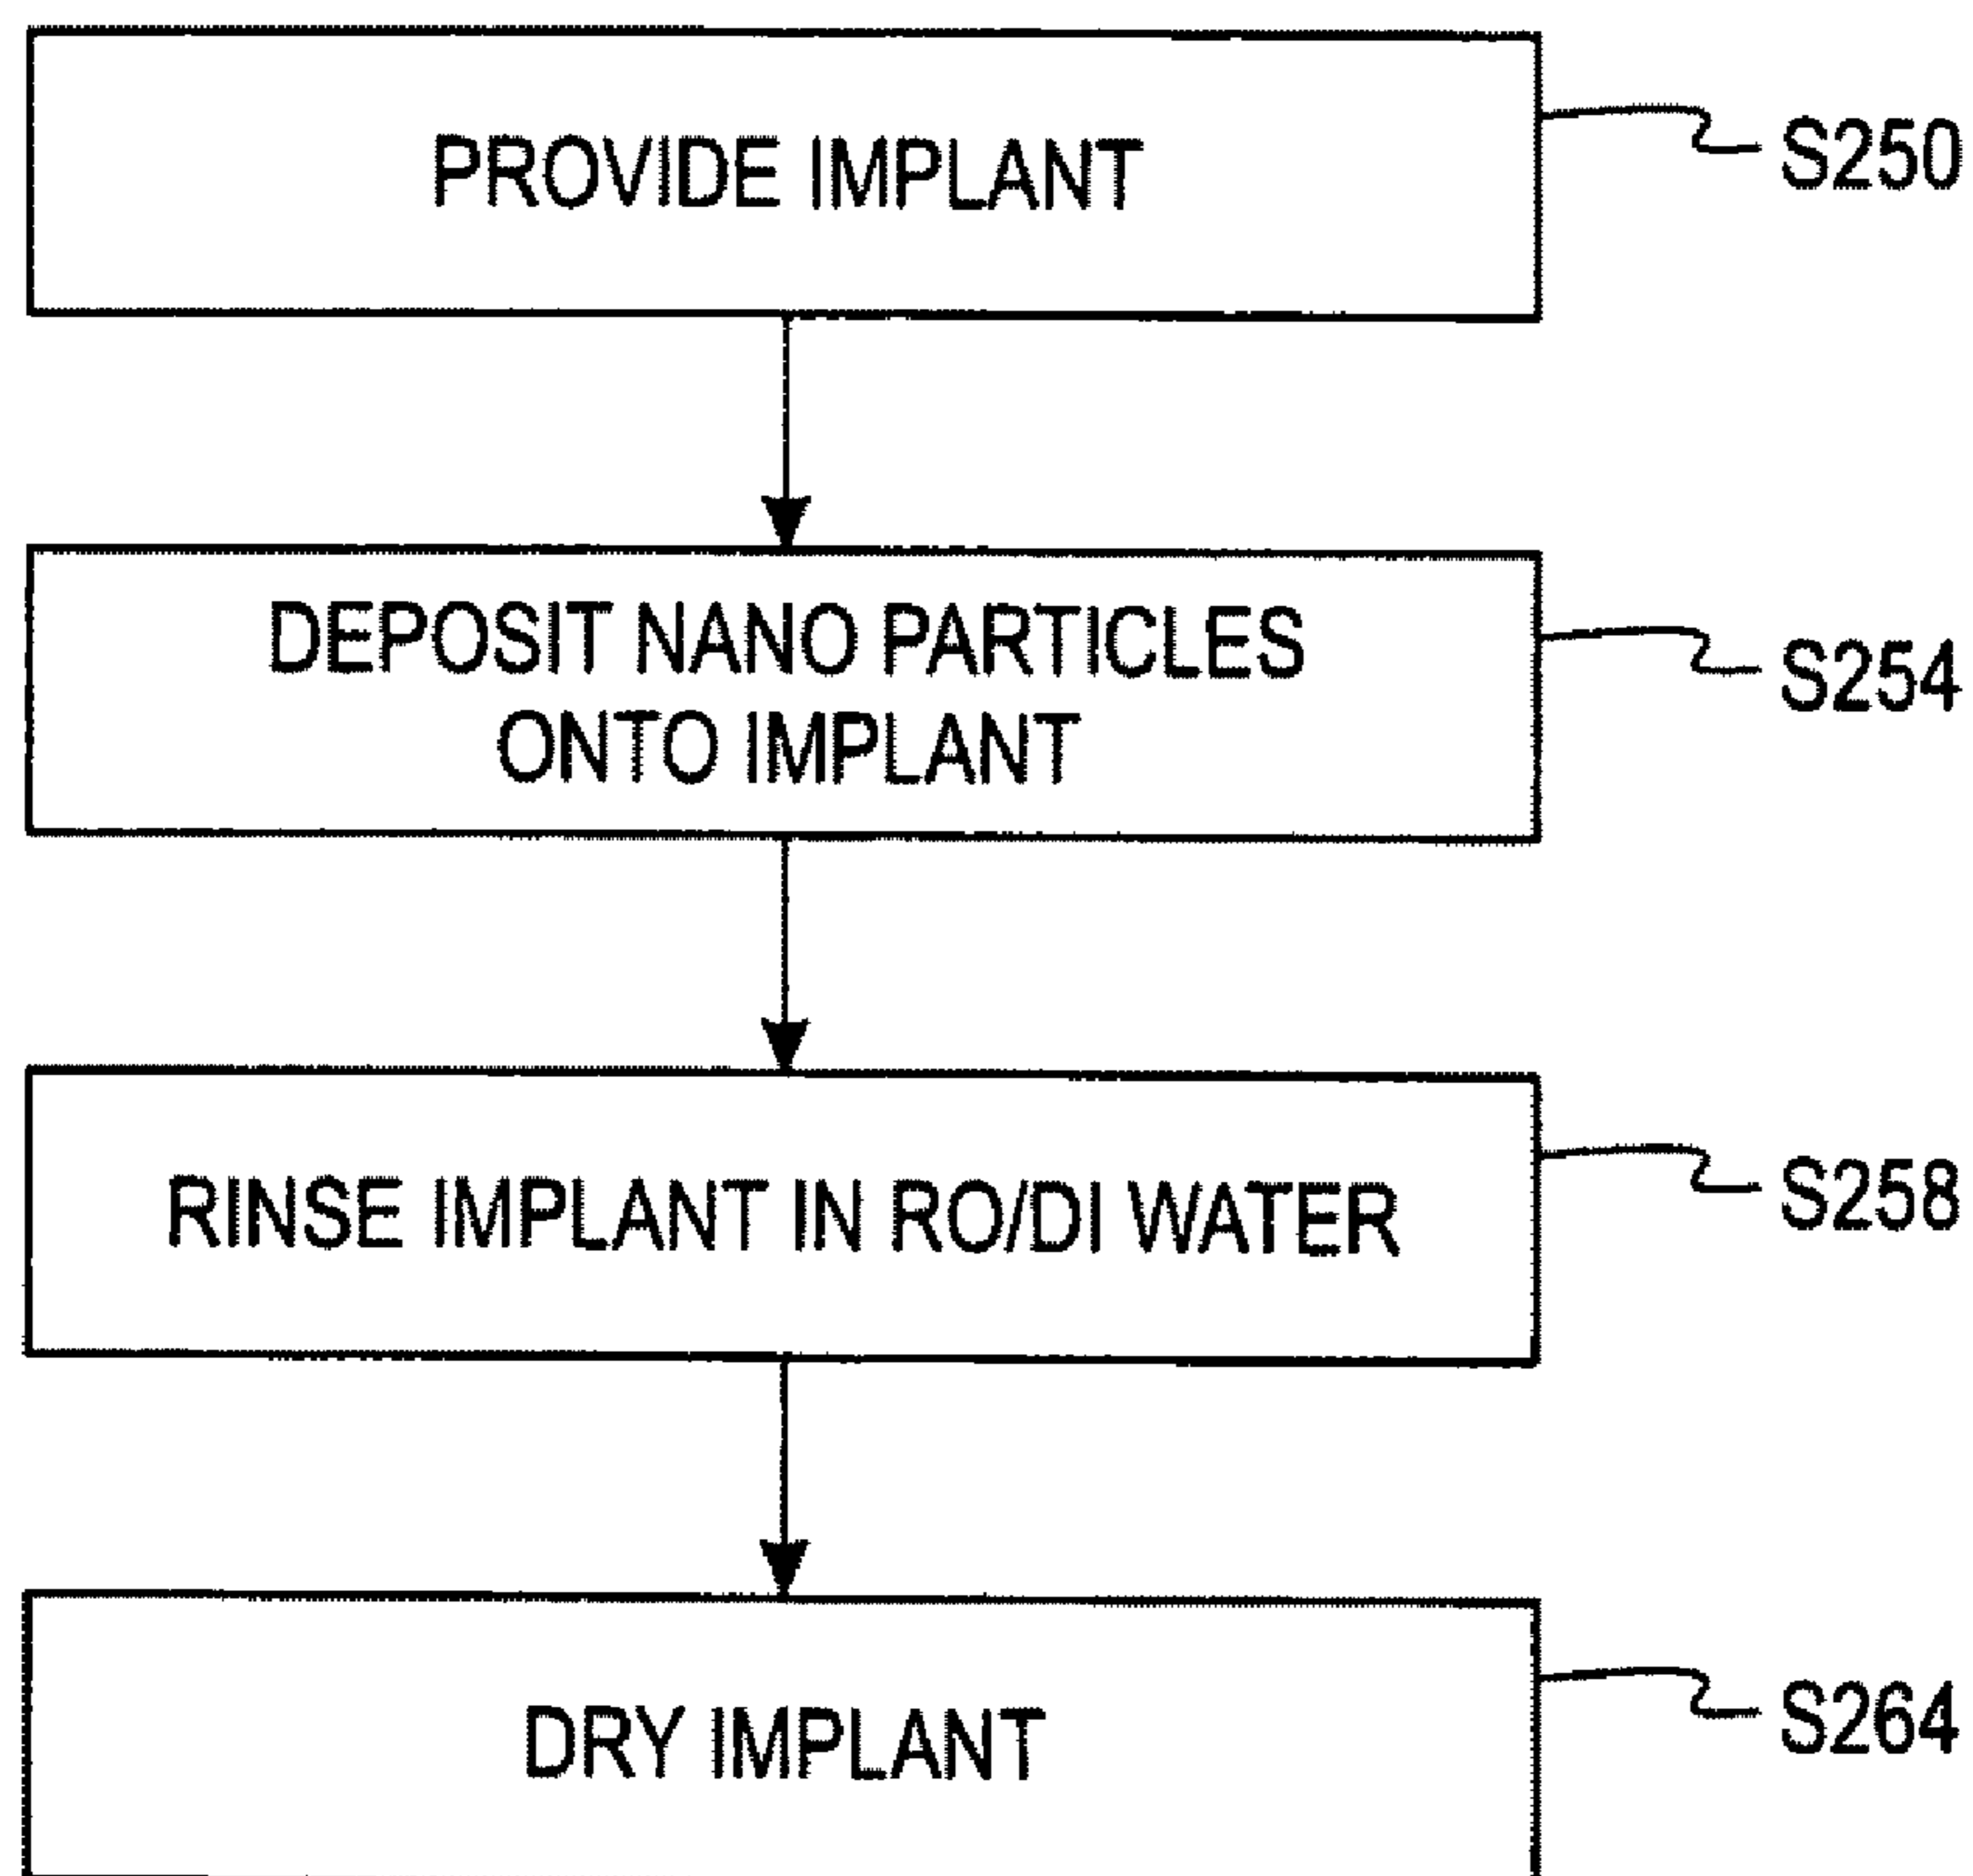 PROVIDE IMPLANT
S250
DEPOSIT NANO PARTICLES
ONTO IMPLANT
S254
RINSE IMPLANT IN RO/DI WATER
S258
DRY IMPLANT
S264